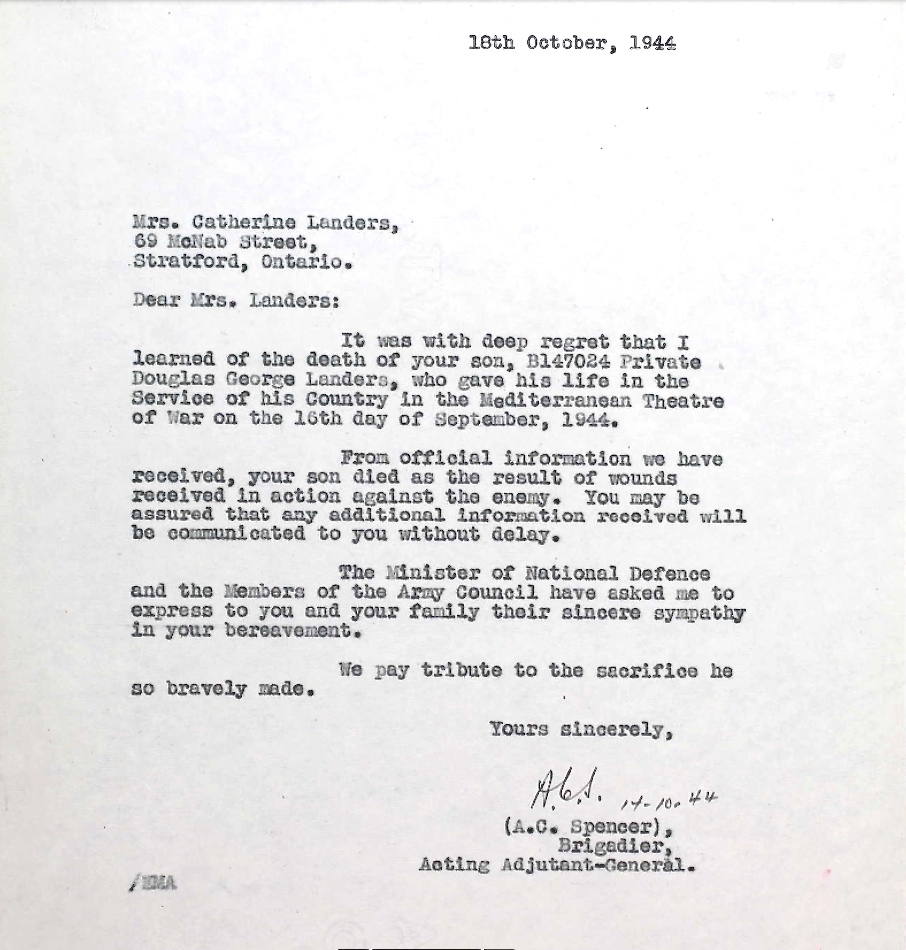 18th October, 1944
Mrs. Catherine Landers,
69 McNab Street,
Stratford, Ontario.
Dear Mrs. Landers:
It was with deep regret that I
learned of the death of your son, B147024 Private
Douglas George Landers, who gave his life in the
Service of his Country in the Mediterranean Theatre
of War on the 16th day of September, 1944.
From official information we have
received, your son died as the result of wounds
received in action against the enemy. You may be
assured that any additional information received will
be communicated to you without delay.
The Minister of National Defence
and the Members of the Army Council have asked me to
express to you and your family their sincere sympathy
in your bereavement.
We pay tribute to the sacrifice he
so bravely made.
Yours sincerely,
A.C.S. 14-10-44
(A.C. Spencer),
Brigadier,
Acting Adjutant-General.